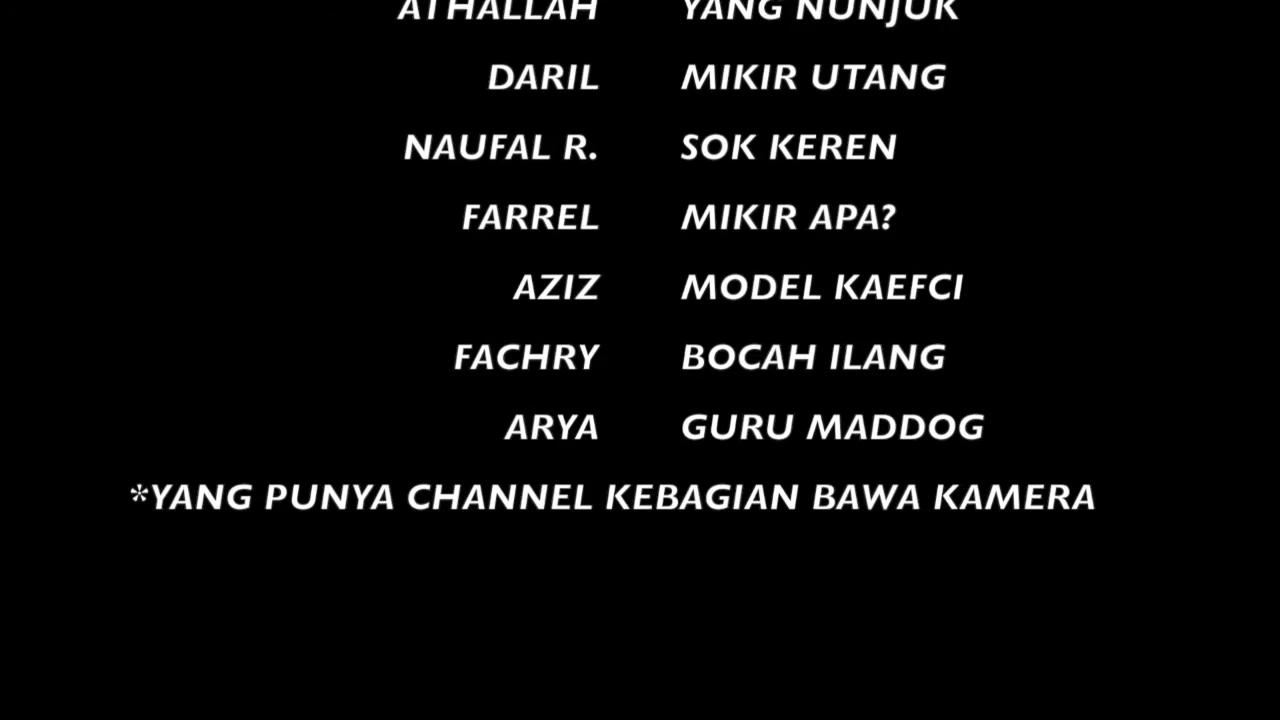 ATHALLAH YANG NUNJUK
DARIL MIKIR UTANG
NAUFAL R. SOK KEREN
FARREL MIKIR APA?
AZIZ MODEL KAEFCI
FACHRY BOCAH ILANG
ARYA GURU MADDOG
*YANG PUNYA CHANNEL KEBAGIAN BAWA KAMERA